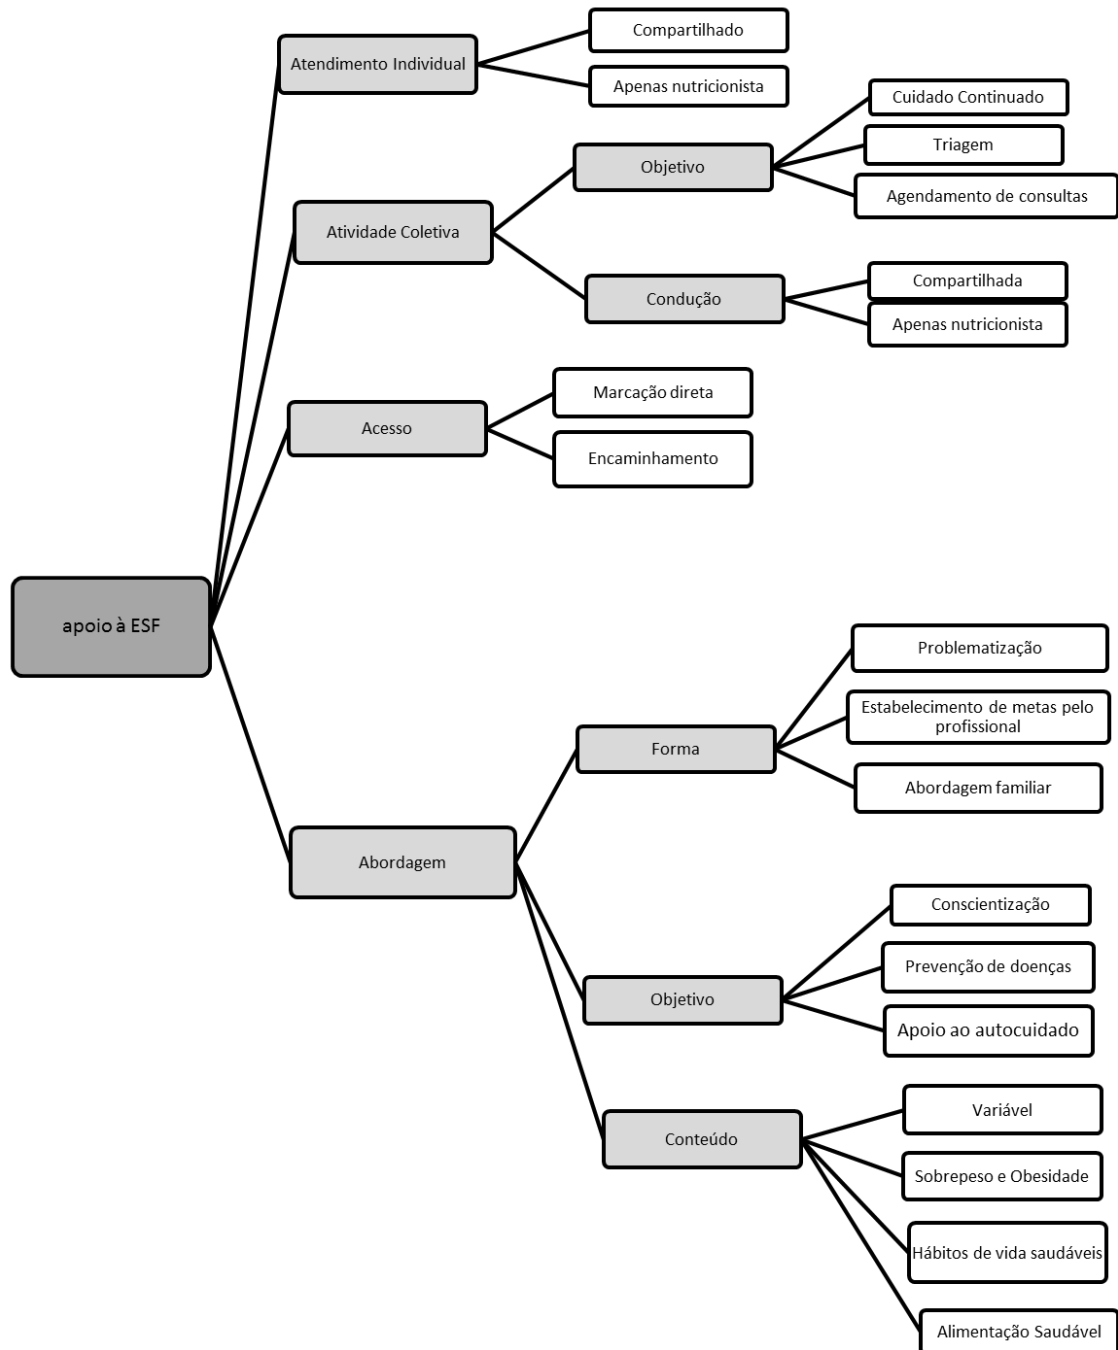 apoio à ESF
Atendimento Individual
Compartilhado
Apenas nutricionista
Atividade Coletiva
Objetivo
Cuidado Continuado
Triagem
Agendamento de consultas
Condução
Compartilhada
Apenas nutricionista
Acesso
Marcação direta
Encaminhamento
Abordagem
Forma
Problematização
Estabelecimento de metas pelo
profissional
Abordagem familiar
Objetivo
Conscientização
Prevenção de doenças
Apoio ao autocuidado
Conteúdo
Variável
Sobrepeso e Obesidade
Hábitos de vida saudáveis
Alimentação Saudável